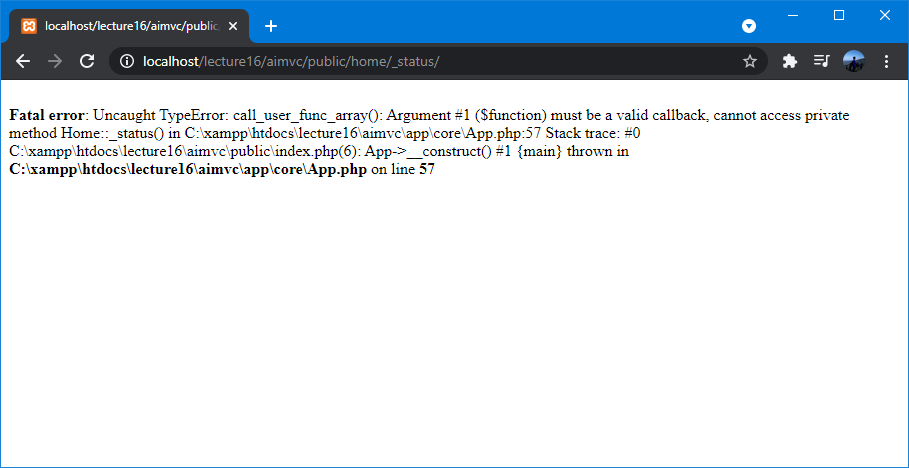 localhost/lecture16/aimvc/public
localhost/lecture16/aimvc/public/home/_status/
Fatal error: Uncaught TypeError: call_user_func_array(): Argument #1 ($function) must be a valid callback, cannot access private
method Home::_status() in C:\xampp\htdocs\lecture16\aimvc\app\core\App.php:57 Stack trace: #0
C:\xampp\htdocs\lecture16\aimvc\public\index.php(6): App->__construct() #1 {main} thrown in
C:\xampp\htdocs\lecture16\aimvc\app\core\App.php on line 57